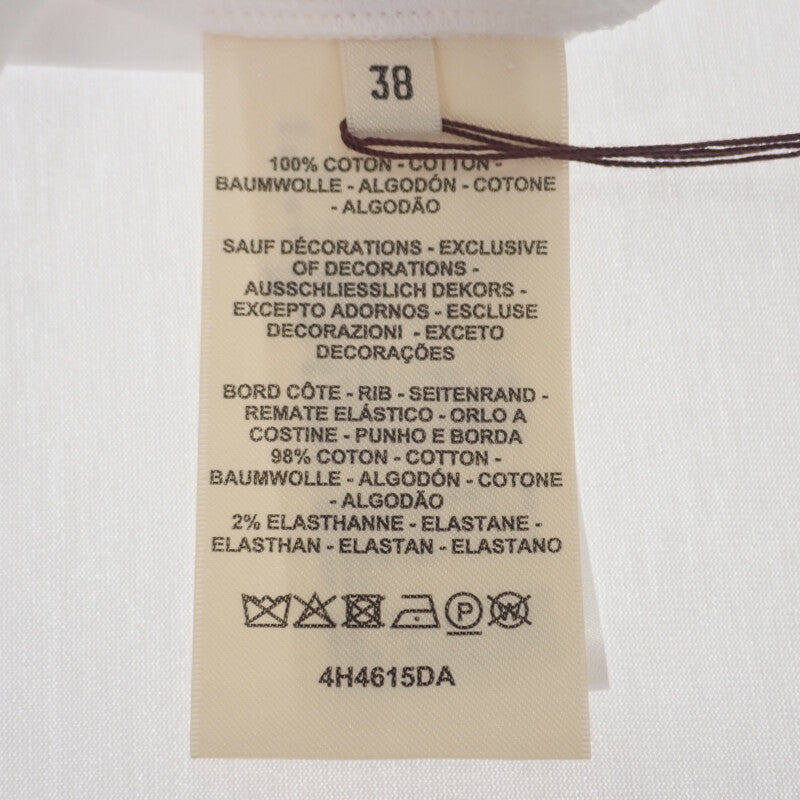 38
100% COTON - COTTON -
BAUMWOLLE - ALGODÓN - COTONE
- ALGODÃO
SAUF DÉCORATIONS - EXCLUSIVE
OF DECORATIONS -
AUSSCHLIESSLICH DEKORS -
EXCEPTO ADORNOS - ESCLUSE
DECORAZIONI - EXCETO
DECORAÇÕES
BORD CÔTE - RIB - SEITENRAND -
REMATE ELÁSTICO - ORLO A
COSTINE - PUNHO E BORDA
98% COTON - COTTON -
BAUMWOLLE - ALGODÓN - COTONE
- ALGODÃO
2% ELASTHANNE - ELASTANE -
ELASTHAN - ELASTAN - ELASTANO
P W
4H4615DA